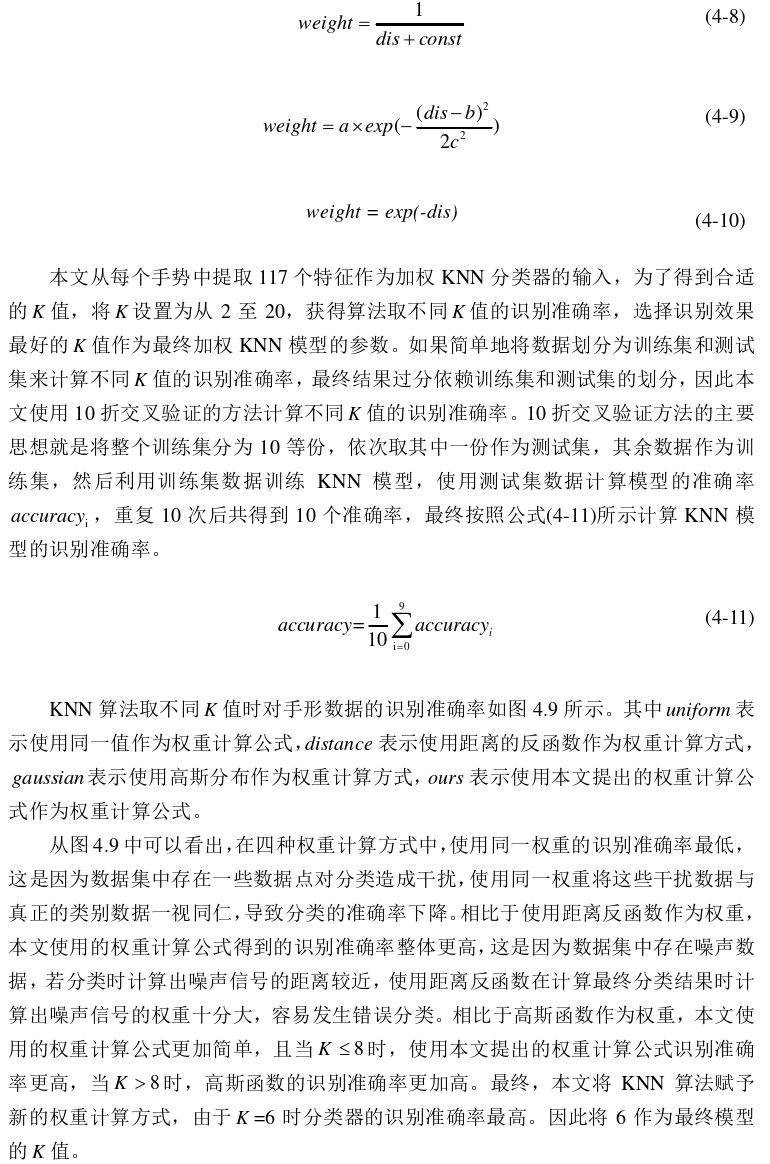 weight = 1 / (dis + const) (4-8)
weight = a × exp(−(dis − b)² / 2c²) (4-9)
weight = exp(-dis) (4-10)
本文从每个手势中提取 117 个特征作为加权 KNN 分类器的输入，为了得到合适
的 K 值，将 K 设置为从 2 至 20，获得算法取不同 K 值的识别准确率，选择识别效果
最好的 K 值作为最终加权 KNN 模型的参数。如果简单地将数据划分为训练集和测试
集来计算不同 K 值的识别准确率，最终结果过分依赖训练集和测试集的划分，因此本
文使用 10 折交叉验证的方法计算不同 K 值的识别准确率。10 折交叉验证方法的主要
思想就是将整个训练集分为 10 等份，依次取其中一份作为测试集，其余数据作为训
练集，然后利用训练集数据训练 KNN 模型，使用测试集数据计算模型的准确率
accuracy_i，重复 10 次后共得到 10 个准确率，最终按照公式(4-11)所示计算 KNN 模
型的识别准确率。
accuracy = 1/10 ∑_{i=0}^{9} accuracy_i (4-11)
KNN 算法取不同 K 值时对手形数据的识别准确率如图 4.9 所示。其中 uniform 表
示使用同一值作为权重计算公式，distance 表示使用距离的反函数作为权重计算方式，
gaussian 表示使用高斯分布作为权重计算方式，ours 表示使用本文提出的权重计算公
式作为权重计算公式。
从图 4.9 中可以看出，在四种权重计算方式中，使用同一权重的识别准确率最低，
这是因为数据集中存在一些数据点对分类造成干扰，使用同一权重将这些干扰数据与
真正的类别数据一视同仁，导致分类的准确率下降。相比于使用距离反函数作为权重，
本文使用的权重计算公式得到的识别准确率整体更高，这是因为数据集中存在噪声数
据，若分类时计算出噪声信号的距离较近，使用距离反函数在计算最终分类结果时计
算出噪声信号的权重十分大，容易发生错误分类。相比于高斯函数作为权重，本文使
用的权重计算公式更加简单，且当 K ≤ 8 时，使用本文提出的权重计算公式识别准确
率更高，当 K > 8 时，高斯函数的识别准确率更加高。最终，本文将 KNN 算法赋予
新的权重计算方式，由于 K =6 时分类器的识别准确率最高。因此将 6 作为最终模型
的 K 值。